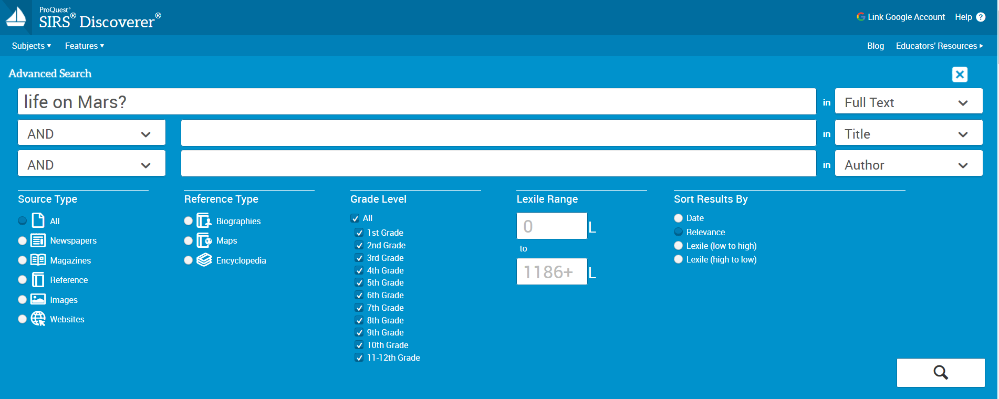 ProQuest®
SIRS® Discoverer®
Link Google Account Help ?
Subjects Features Blog Educators' Resources
Advanced Search
life on Mars? in Full Text
AND in Title
AND in Author
Source Type
All
Newspapers
Magazines
Reference
Images
Websites
Reference Type
Biographies
Maps
Encyclopedia
Grade Level
All
1st Grade
2nd Grade
3rd Grade
4th Grade
5th Grade
6th Grade
7th Grade
8th Grade
9th Grade
10th Grade
11-12th Grade
Lexile Range
0 L
to
1186+ L
Sort Results By
Date
Relevance
Lexile (low to high)
Lexile (high to low)